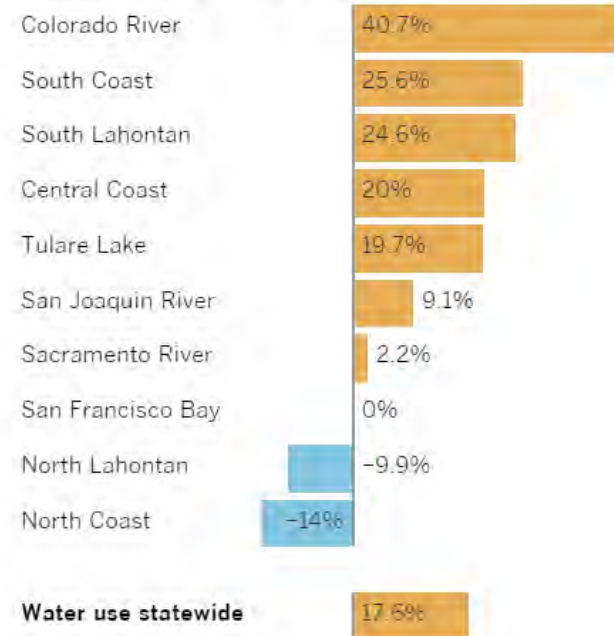 Colorado River 40.7%
South Coast 25.6%
South Lahontan 24.6%
Central Coast 20%
Tulare Lake 19.7%
San Joaquin River 9.1%
Sacramento River 2.2%
San Francisco Bay 0%
North Lahontan −9.9%
North Coast −14%
Water use statewide 17.6%